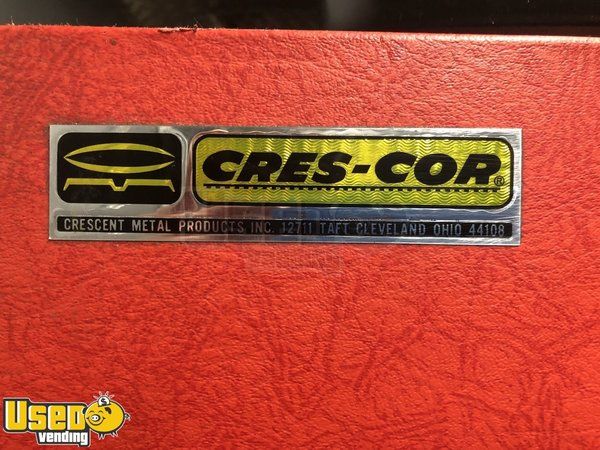 CRES-COR®
CRESCENT METAL PRODUCTS INC. 12711 TAFT CLEVELAND OHIO 44108
USED
vending